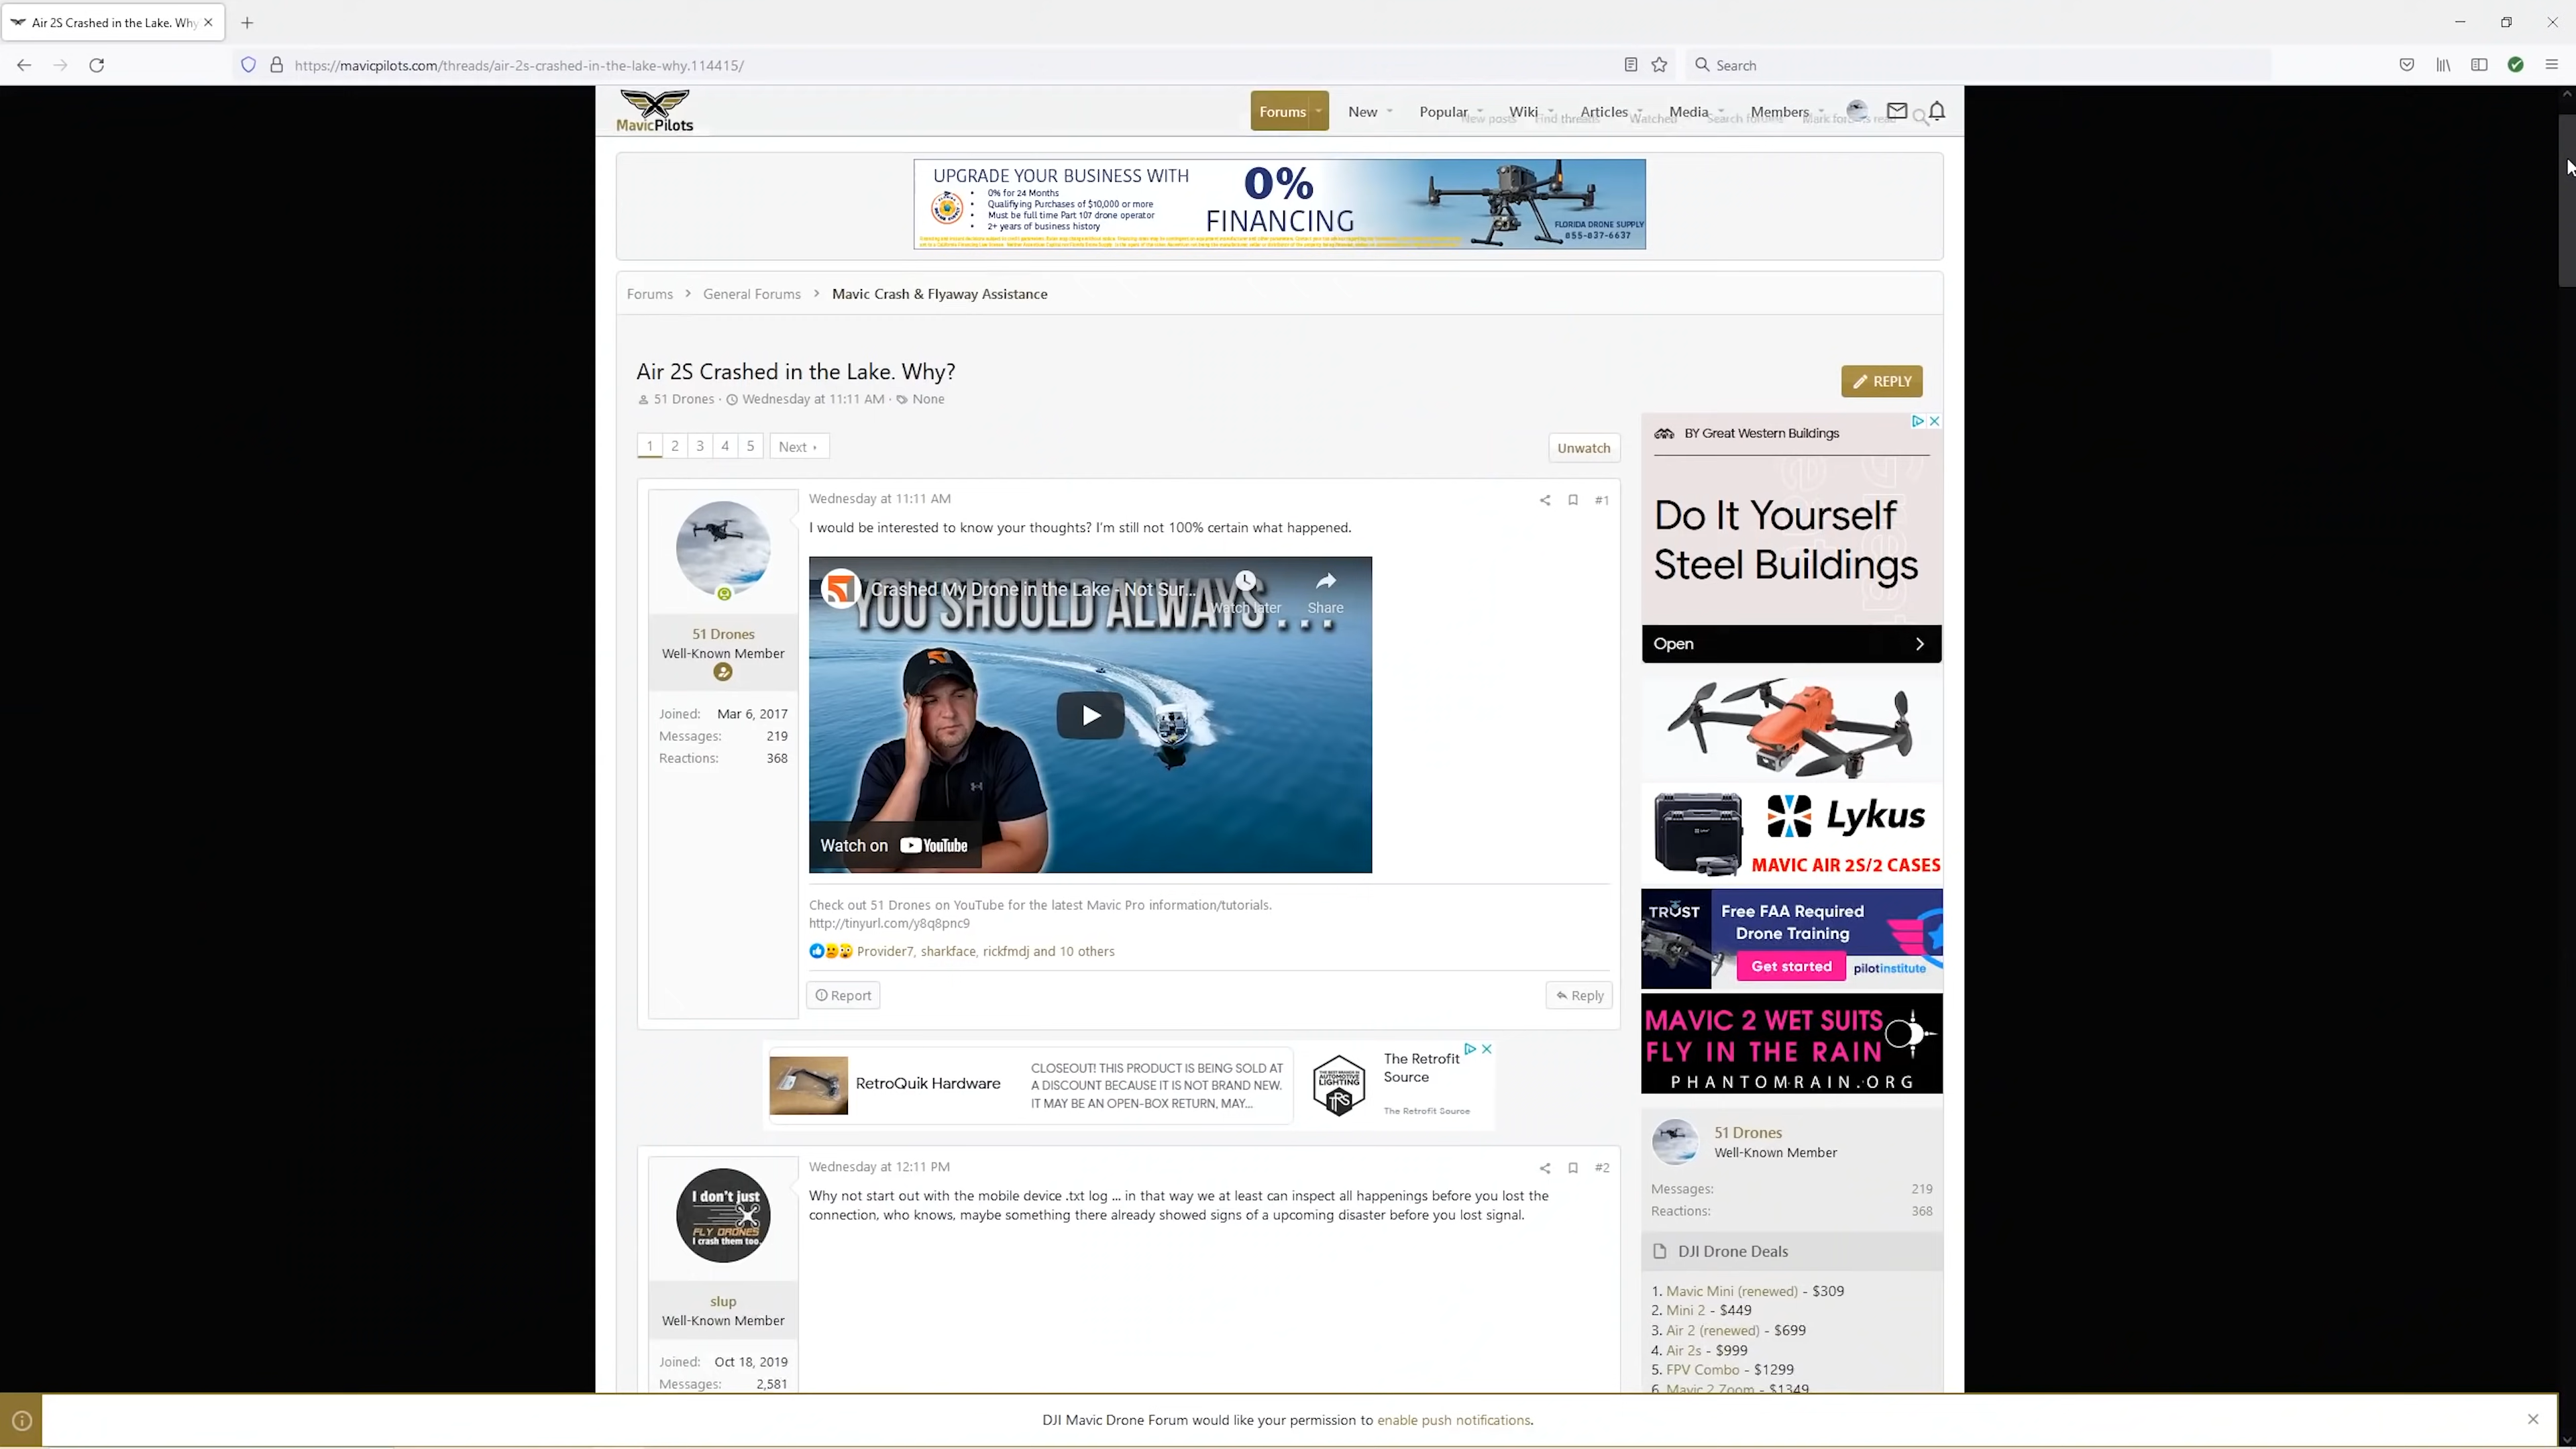 Air 2S Crashed in the Lake. Why
https://mavicpilots.com/threads/air-2s-crashed-in-the-lake-why.114415/
Search
MavicPilots
Forums
New
Popular
Wiki
Articles
Media
Members
New posts
Find threads
Watched
Search forums
Mark forums read
UPGRADE YOUR BUSINESS WITH
0% for 24 Months
Qualifying Purchases of $10,000 or more
Must be full time Part 107 drone operator
2+ years of business history
0%
FINANCING
FLORIDA DRONE SUPPLY
855-837-6637
Forums > General Forums > Mavic Crash & Flyaway Assistance
Air 2S Crashed in the Lake. Why?
REPLY
51 Drones · Wednesday at 11:11 AM · None
1 2 3 4 5 Next
Unwatch
Wednesday at 11:11 AM
#1
I would be interested to know your thoughts? I'm still not 100% certain what happened.
51 Drones
Well-Known Member
Joined: Mar 6, 2017
Messages: 219
Reactions: 368
Crashed My Drone in the Lake - Not Sur...
YOU SHOULD ALWAYS...
Watch later
Share
Watch on YouTube
Check out 51 Drones on YouTube for the latest Mavic Pro information/tutorials.
http://tinyurl.com/y8q8pnc9
Provider7, sharkface, rickfmdj and 10 others
Report
Reply
RetroQuik Hardware
CLOSEOUT! THIS PRODUCT IS BEING SOLD AT
A DISCOUNT BECAUSE IT IS NOT BRAND NEW.
IT MAY BE AN OPEN-BOX RETURN, MAY...
AUTOMOTIVE
LIGHTING
TRS
The Retrofit
Source
The Retrofit Source
Wednesday at 12:11 PM
#2
Why not start out with the mobile device .txt log ... in that way we at least can inspect all happenings before you lost the
connection, who knows, maybe something there already showed signs of a upcoming disaster before you lost signal.
I don't just
FLY DRONES
I crash them too.
slup
Well-Known Member
Joined: Oct 18, 2019
Messages: 2,581
BY Great Western Buildings
Do It Yourself
Steel Buildings
Open
Lykus
MAVIC AIR 2S/2 CASES
TRUST
Free FAA Required
Drone Training
Get started
pilotinstitute
MAVIC 2 WET SUITS
FLY IN THE RAIN
PHANTOMRAIN.ORG
51 Drones
Well-Known Member
Messages: 219
Reactions: 368
DJI Drone Deals
1. Mavic Mini (renewed) - $309
2. Mini 2 - $449
3. Air 2 (renewed) - $699
4. Air 2s - $999
5. FPV Combo - $1299
6. Mavic 2 Zoom - $1349
DJI Mavic Drone Forum would like your permission to enable push notifications.